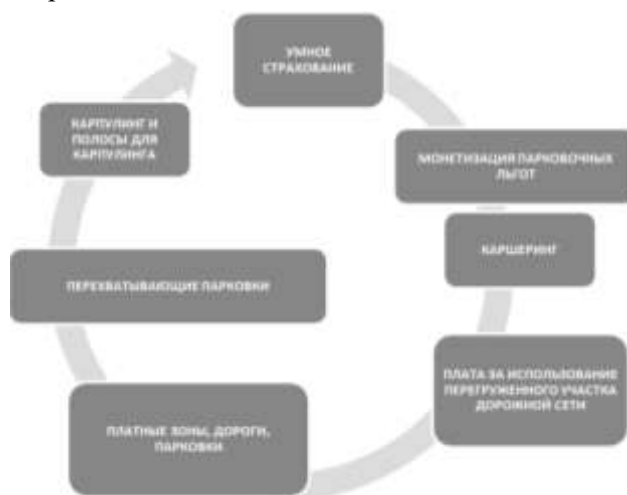 УМНОЕ
СТРАХОВАНИЕ
МОНЕТИЗАЦИЯ ПАРКОВОЧНЫХ
ЛЬГОТ
КАРШЕРИНГ
ПЛАТА ЗА ИСПОЛЬЗОВАНИЕ
ПЕРЕГРУЖЕННОГО УЧАСТКА
ДОРОЖНОЙ СЕТИ
ПЛАТНЫЕ ЗОНЫ, ДОРОГИ,
ПАРКОВКИ
ПЕРЕХВАТЫВАЮЩИЕ ПАРКОВКИ
КАРПУЛИНГ И
ПОЛОСЫ ДЛЯ
КАРПУЛИНГА